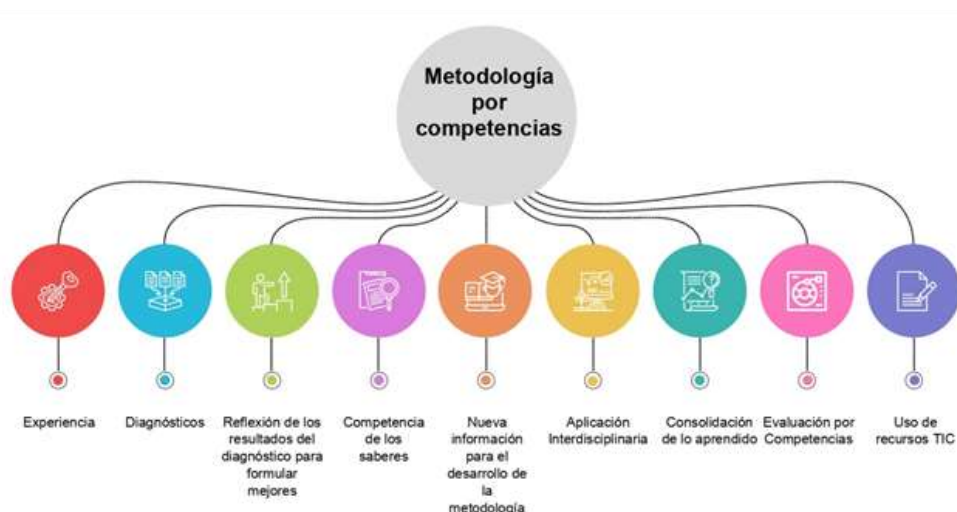 Metodología
por
competencias
Experiencia
Diagnósticos
Reflexión de los
resultados del
diagnóstico para
formular
mejores
Competencia
de los
saberes
Nueva
información
para el
desarrollo de
la
metodología
Aplicación
Interdisciplinaria
Consolidación
de lo aprendido
Evaluación por
Competencias
Uso de
recursos TIC